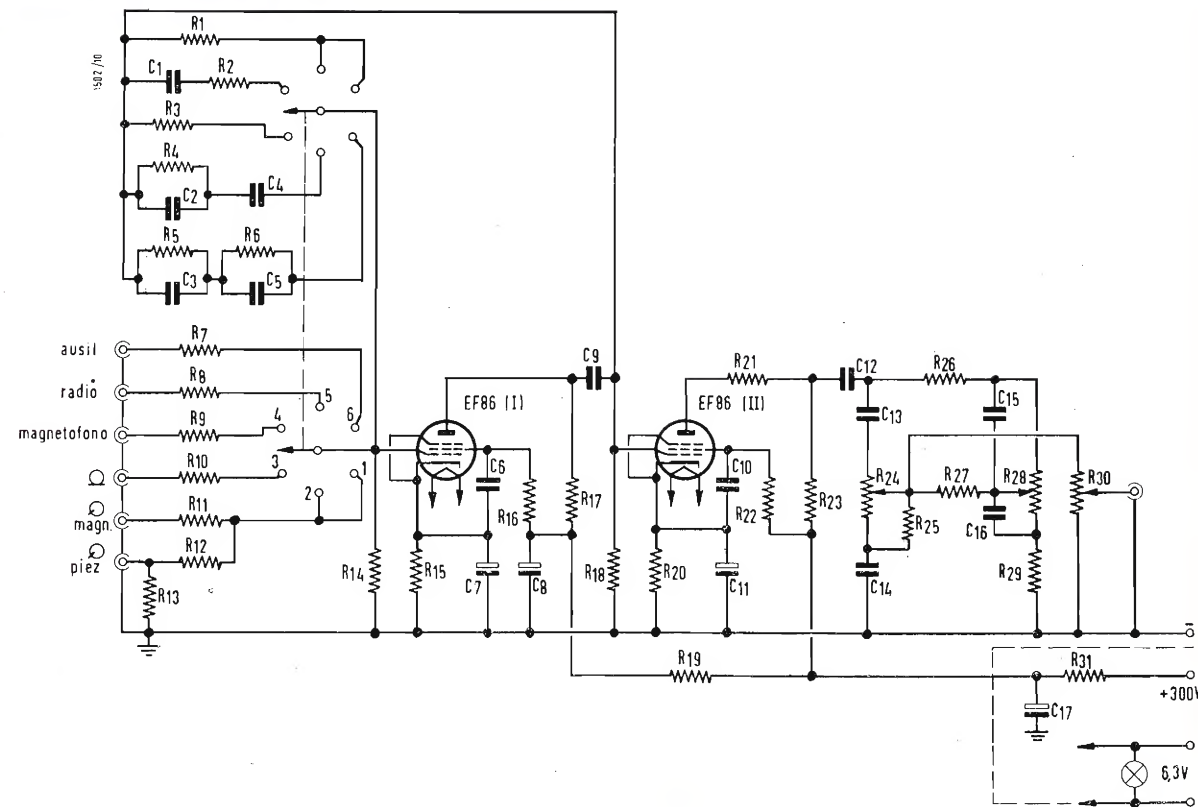 R1
1502/10
C1
R2
R3
R4
C2
C4
R5
R6
C3
C5
ausil
R7
radio
R8
5
magnetofono
R9
4
6
3
1
R10
2
magn.
R11
piez
R12
R13
R14
EF86 (I)
C6
R16
R17
R15
C7
C8
C9
R18
R21
EF86 (II)
C10
R22
R23
R20
C11
C12
R26
C13
C15
R24
R27
R28
R30
R25
C16
C14
R29
R19
R31
-
+300V
C17
6,3V